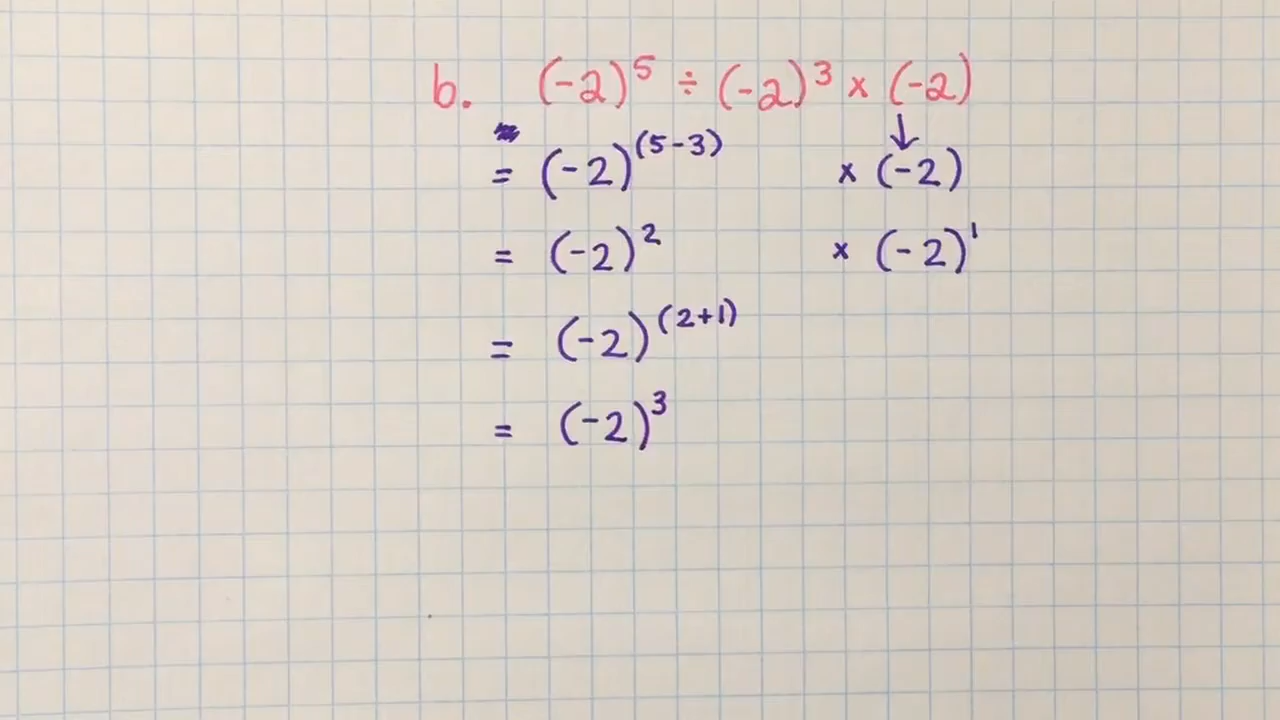 b. (-2)⁵ ÷ (-2)³ × (-2)
= (-2)⁽⁵⁻³⁾ × (-2)
= (-2)² × (-2)¹
= (-2)⁽²⁺¹⁾
= (-2)³